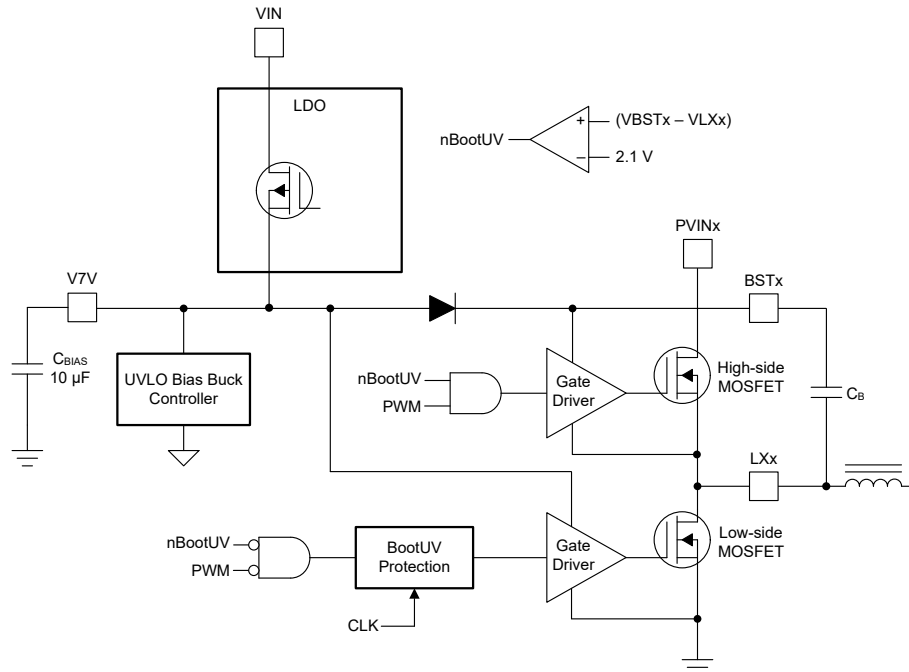 VIN
LDO
nBootUV
+
(VBSTx – VLXx)
–
2.1 V
PVINx
V7V
BSTx
CBIAS
10 µF
UVLO Bias Buck
Controller
nBootUV
PWM
Gate
Driver
High-side
MOSFET
CB
LXx
nBootUV
PWM
BootUV
Protection
Gate
Driver
Low-side
MOSFET
CLK